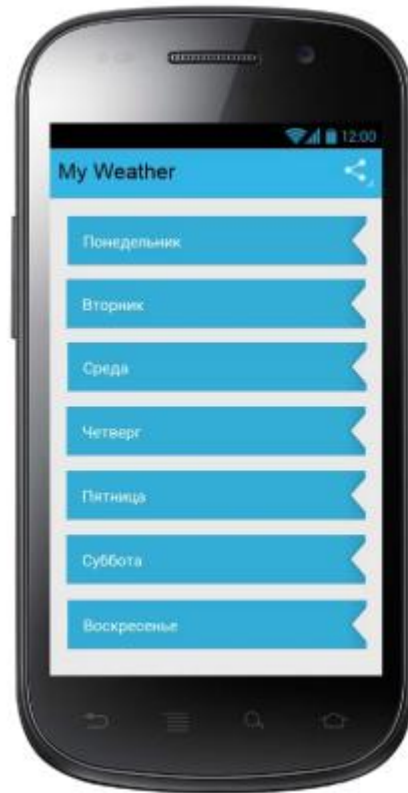 12:00
My Weather
Понедельник
Вторник
Среда
Четверг
Пятница
Суббота
Воскресенье